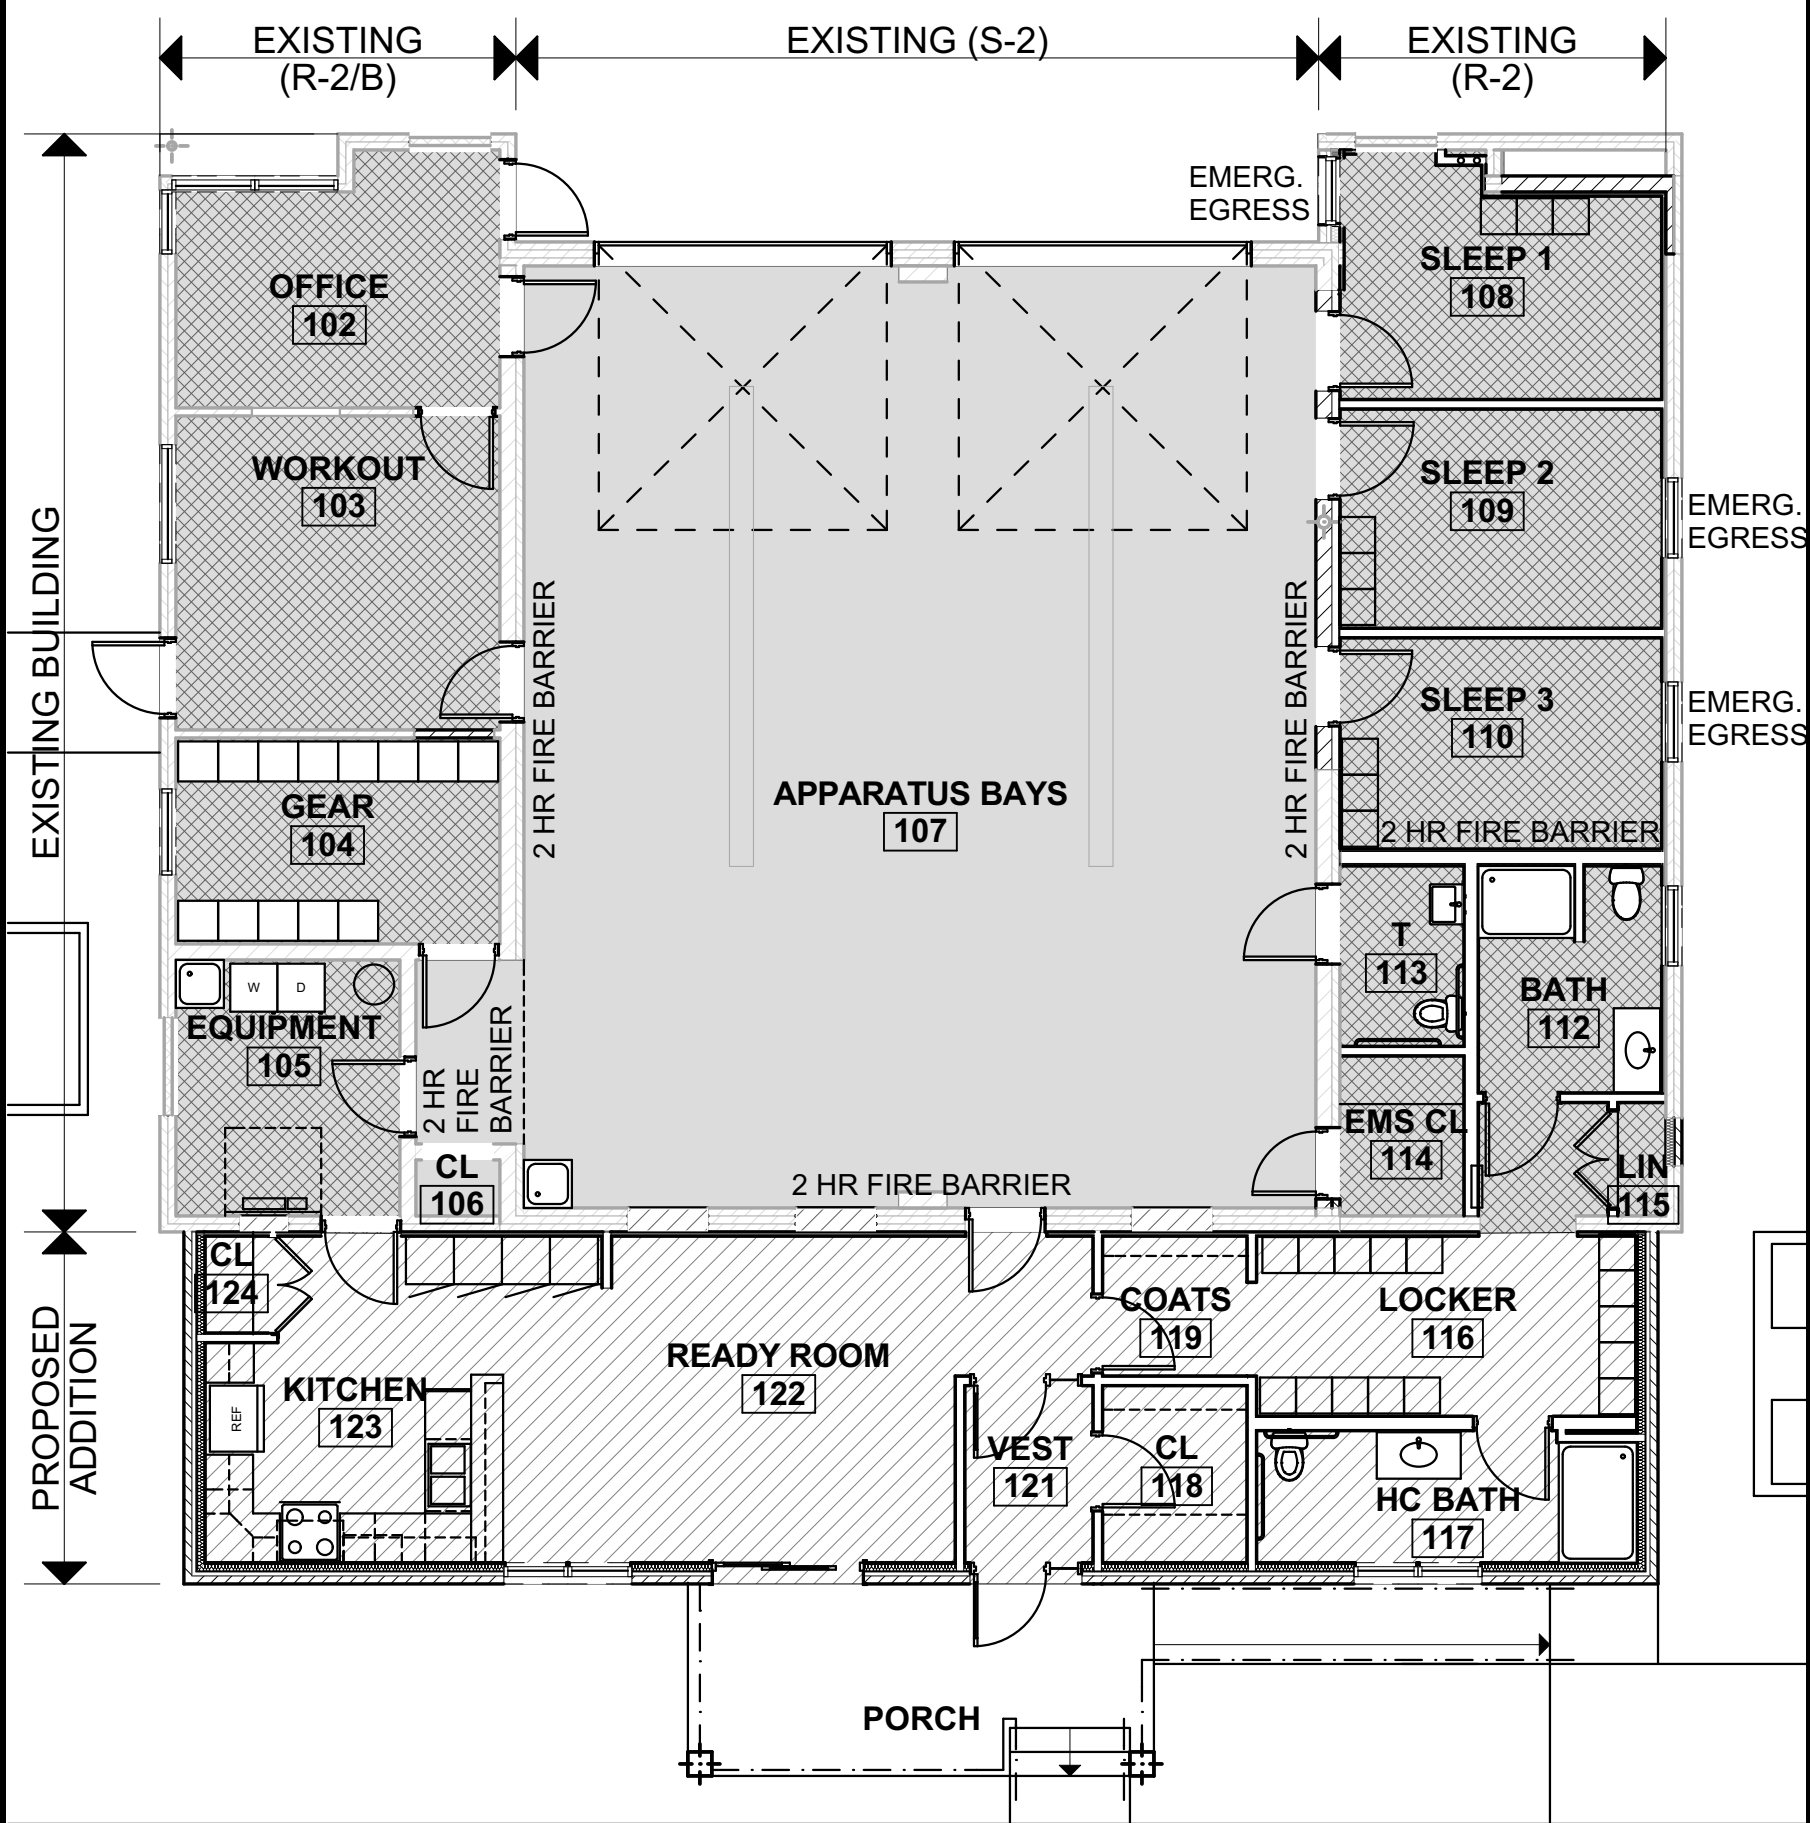 EXISTING
(R-2/B)
EXISTING (S-2)
EXISTING
(R-2)
EMERG.
EGRESS
OFFICE
102
SLEEP 1
108
WORKOUT
103
SLEEP 2
109
EMERG.
EGRESS
EXISTING BUILDING
2 HR FIRE BARRIER
2 HR FIRE BARRIER
SLEEP 3
110
EMERG.
EGRESS
GEAR
104
APPARATUS BAYS
107
2 HR FIRE BARRIER
T
113
W
D
EQUIPMENT
105
2 HR
FIRE
BARRIER
BATH
112
EMS CL
114
CL
106
2 HR FIRE BARRIER
LIN
115
CL
124
COATS
119
LOCKER
116
PROPOSED
ADDITION
READY ROOM
122
KITCHEN
123
REF
VEST
121
CL
118
HC BATH
117
PORCH